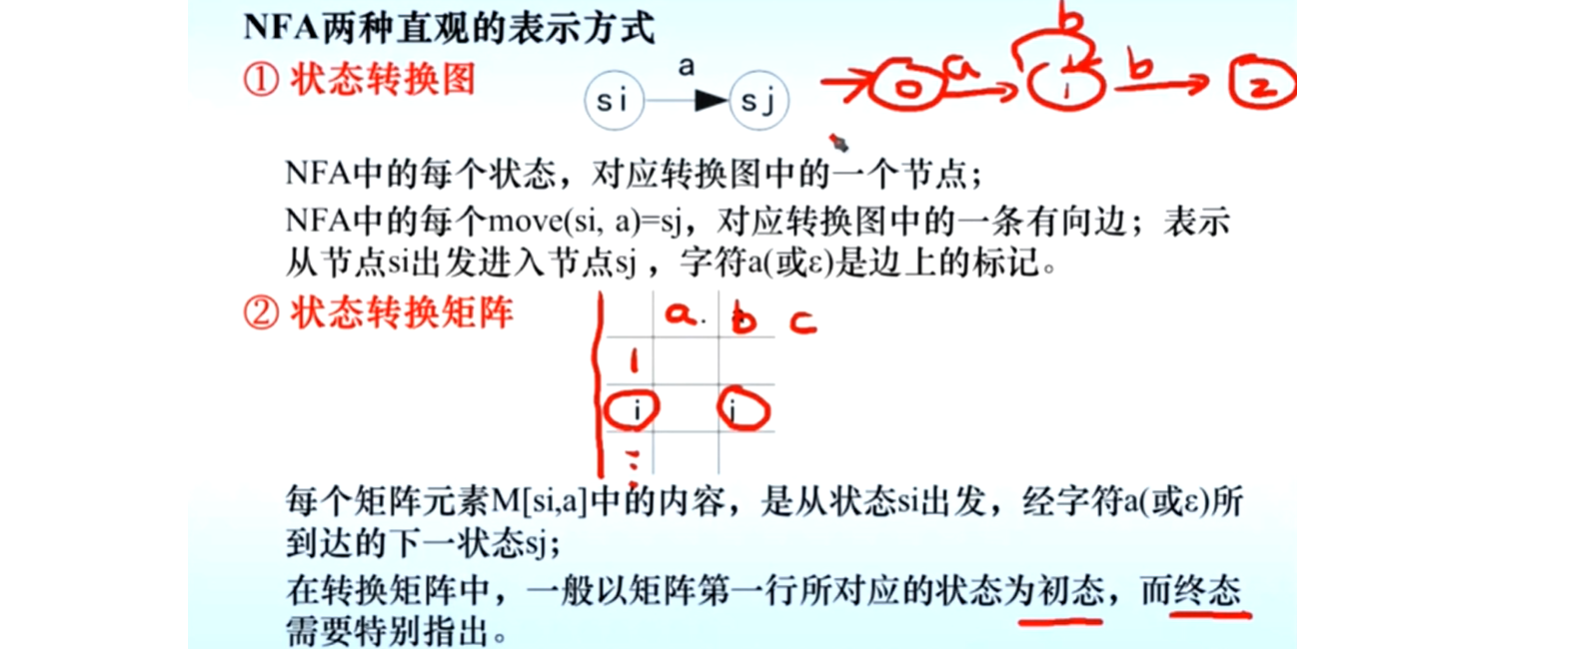 NFA两种直观的表示方式
① 状态转换图
a
si
sj
0
a
b
1
b
2
NFA中的每个状态，对应转换图中的一个节点；
NFA中的每个move(si, a)=sj，对应转换图中的一条有向边；表示
从节点si出发进入节点sj ，字符a(或ε)是边上的标记。
② 状态转换矩阵
a. b c
1
i j
⋮
每个矩阵元素M[si,a]中的内容，是从状态si出发，经字符a(或ε)所
到达的下一状态sj；
在转换矩阵中，一般以矩阵第一行所对应的状态为初态，而终态
需要特别指出。